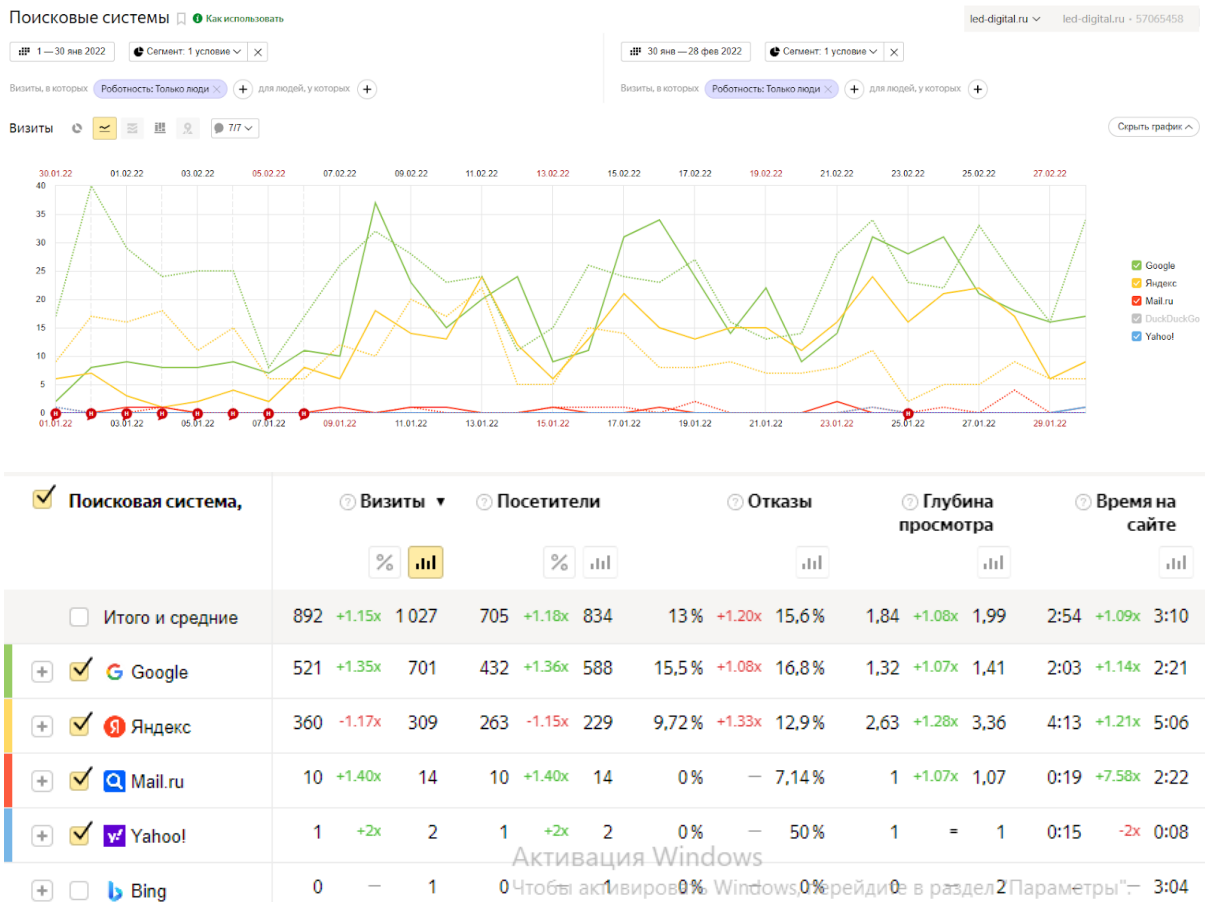 Поисковые системы Как используовать
led-digital.ru led-digital.ru • 57065458
1 — 30 янв 2022 Сегмент: 1 условие
30 янв — 28 фев 2022 Сегмент: 1 условие
Визиты, в которых Роботность: Только люди + для людей, у которых +
Визиты, в которых Роботность: Только люди + для людей, у которых +
Визиты 7/7 Скрыть график
30.01.22 01.02.22 03.02.22 05.02.22 07.02.22 09.02.22 11.02.22 13.02.22 15.02.22 17.02.22 19.02.22 21.02.22 23.02.22 25.02.22 27.02.22
40
35
30
25
20
15
10
5
0
Н Н Н Н Н Н Н Н Н
01.01.22 03.01.22 05.01.22 07.01.22 09.01.22 11.01.22 13.01.22 15.01.22 17.01.22 19.01.22 21.01.22 23.01.22 25.01.22 27.01.22 29.01.22
Google
Яндекс
Mail.ru
DuckDuckGo
Yahoo!
Поисковая система, Визиты ▼ Посетители Отказы Глубина Время на
просмотра сайте
% %
Итого и средние 892 +1.15x 1 027 705 +1.18x 834 13 % +1.20x 15,6 % 1,84 +1.08x 1,99 2:54 +1.09x 3:10
Google 521 +1.35x 701 432 +1.36x 588 15,5 % +1.08x 16,8 % 1,32 +1.07x 1,41 2:03 +1.14x 2:21
Яндекс 360 -1.17x 309 263 -1.15x 229 9,72 % +1.33x 12,9 % 2,63 +1.28x 3,36 4:13 +1.21x 5:06
Mail.ru 10 +1.40x 14 10 +1.40x 14 0 % — 7,14 % 1 +1.07x 1,07 0:19 +7.58x 2:22
Yahoo! 1 +2x 2 1 +2x 2 0 % — 50 % 1 = 1 0:15 -2x 0:08
Активация Windows
Bing 0 — 1 0 1 0 % — 0 % 0 — 2 — — 3:04
Чтобы активировать Windows, перейдите в раздел "Параметры".